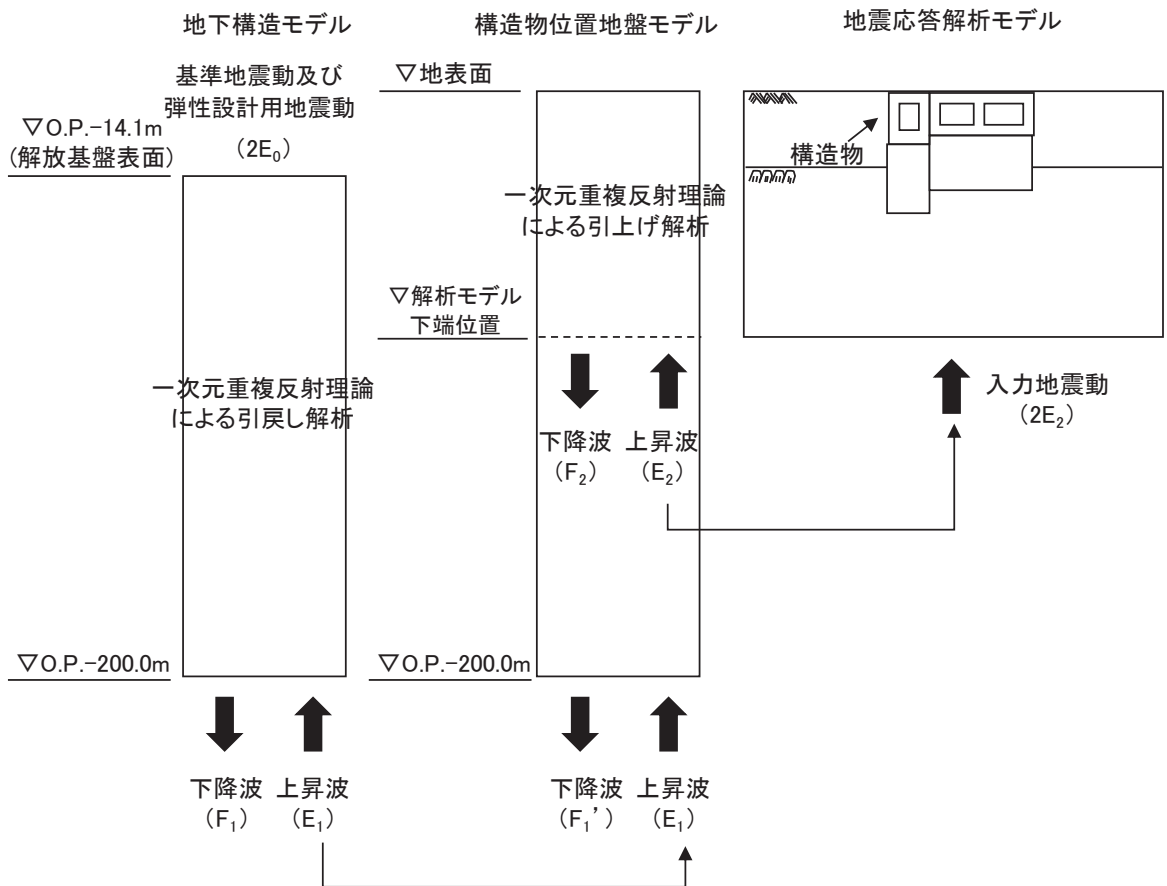 地下構造モデル
基準地震動及び
弾性設計用地震動
(2E₀)
▽O.P.-14.1m
(解放基盤表面)
一次元重複反射理論
による引戻し解析
▽O.P.-200.0m
下降波
(F₁)
上昇波
(E₁)
構造物位置地盤モデル
▽地表面
一次元重複反射理論
による引上げ解析
▽解析モデル
下端位置
下降波
(F₂)
上昇波
(E₂)
▽O.P.-200.0m
下降波
(F₁’)
上昇波
(E₁)
地震応答解析モデル
構造物
入力地震動
(2E₂)